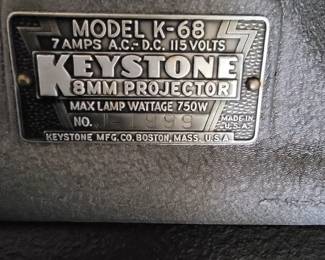 MODEL K-68
7 AMPS A.C.-D.C. 115 VOLTS
KEYSTONE
8MM PROJECTOR
MAX LAMP WATTAGE 750W
NO. 999
MADE IN U.S.A.
KEYSTONE MFG. CO. BOSTON, MASS. U.S.A